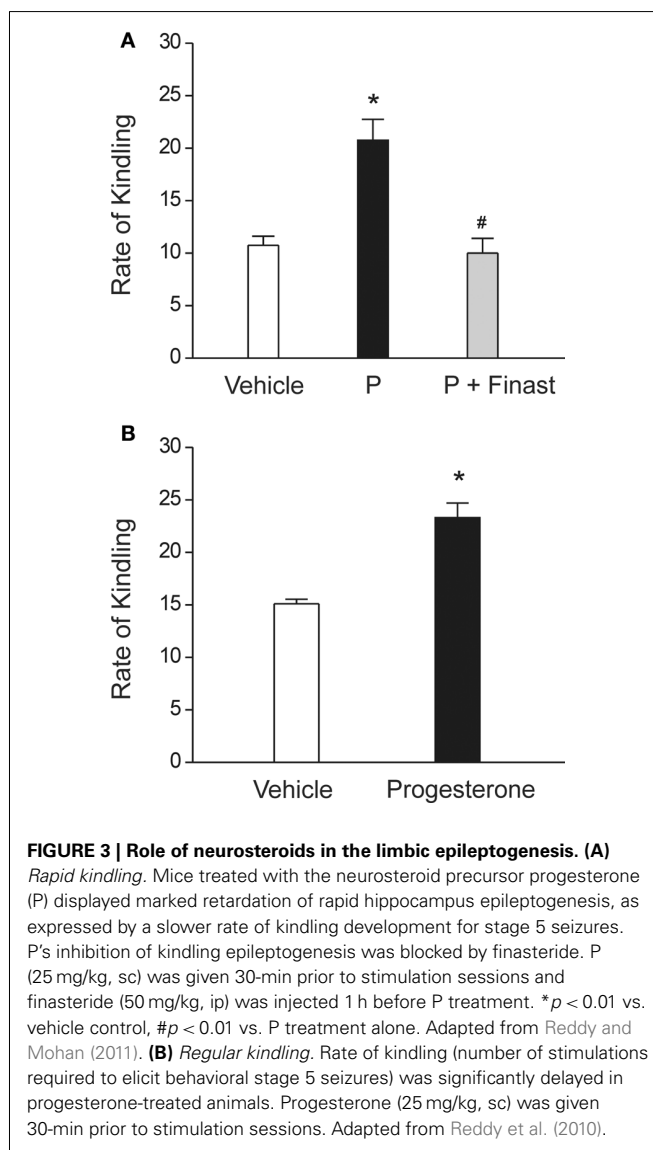 A
30
25
20
15
10
5
0
Rate of Kindling
*
#
Vehicle P P + Finast
B
30
25
20
15
10
5
0
Rate of Kindling
*
Vehicle Progesterone
FIGURE 3 | Role of neurosteroids in the limbic epileptogenesis. (A)
Rapid kindling. Mice treated with the neurosteroid precursor progesterone
(P) displayed marked retardation of rapid hippocampus epileptogenesis, as
expressed by a slower rate of kindling development for stage 5 seizures.
P's inhibition of kindling epileptogenesis was blocked by finasteride. P
(25 mg/kg, sc) was given 30-min prior to stimulation sessions and
finasteride (50 mg/kg, ip) was injected 1 h before P treatment. *p < 0.01 vs.
vehicle control, #p < 0.01 vs. P treatment alone. Adapted from Reddy and
Mohan (2011). (B) Regular kindling. Rate of kindling (number of stimulations
required to elicit behavioral stage 5 seizures) was significantly delayed in
progesterone-treated animals. Progesterone (25 mg/kg, sc) was given
30-min prior to stimulation sessions. Adapted from Reddy et al. (2010).